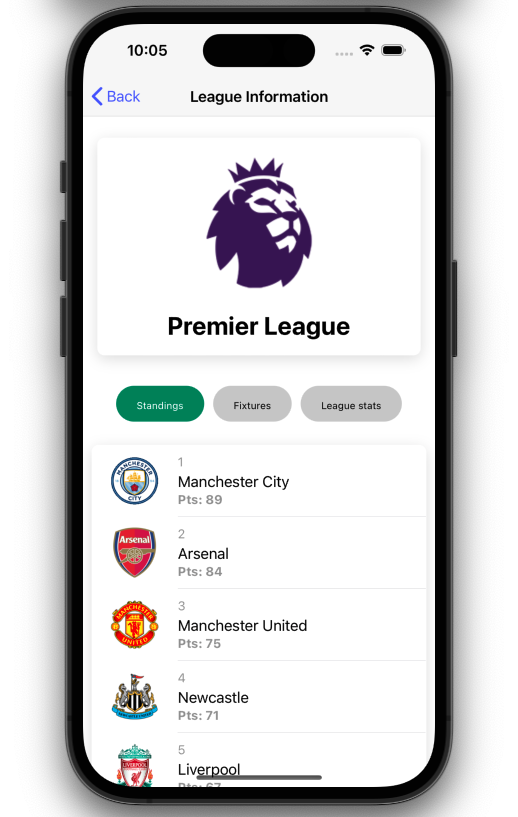 10:05
Back
League Information
Premier League
Standings
Fixtures
League stats
1
Manchester City
Pts: 89
MANCHESTER
CITY
2
Arsenal
Pts: 84
Arsenal
3
Manchester United
Pts: 75
MANCHESTER
UNITED
4
Newcastle
Pts: 71
5
Liverpool
Pts: 67
LIVERPOOL